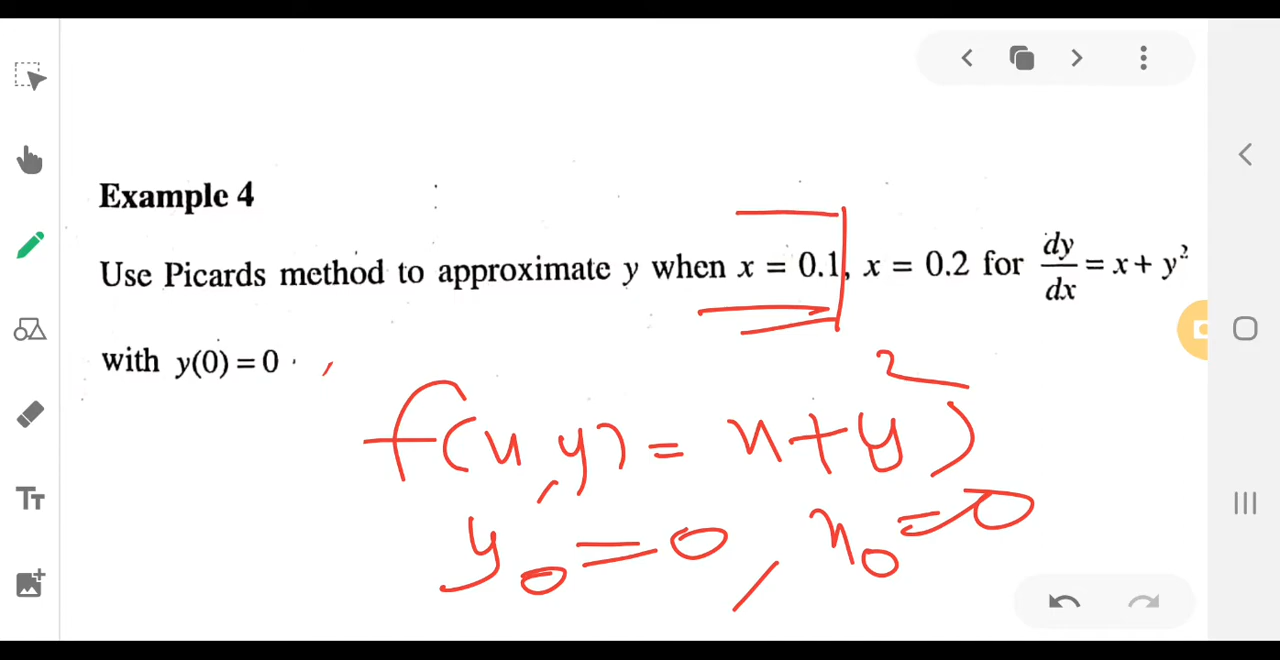 Example 4
Use Picards method to approximate y when x = 0.1, x = 0.2 for dy/dx = x + y²
with y(0) = 0
f(x, y) = x + y²
y₀ = 0, x₀ = 0
Tт